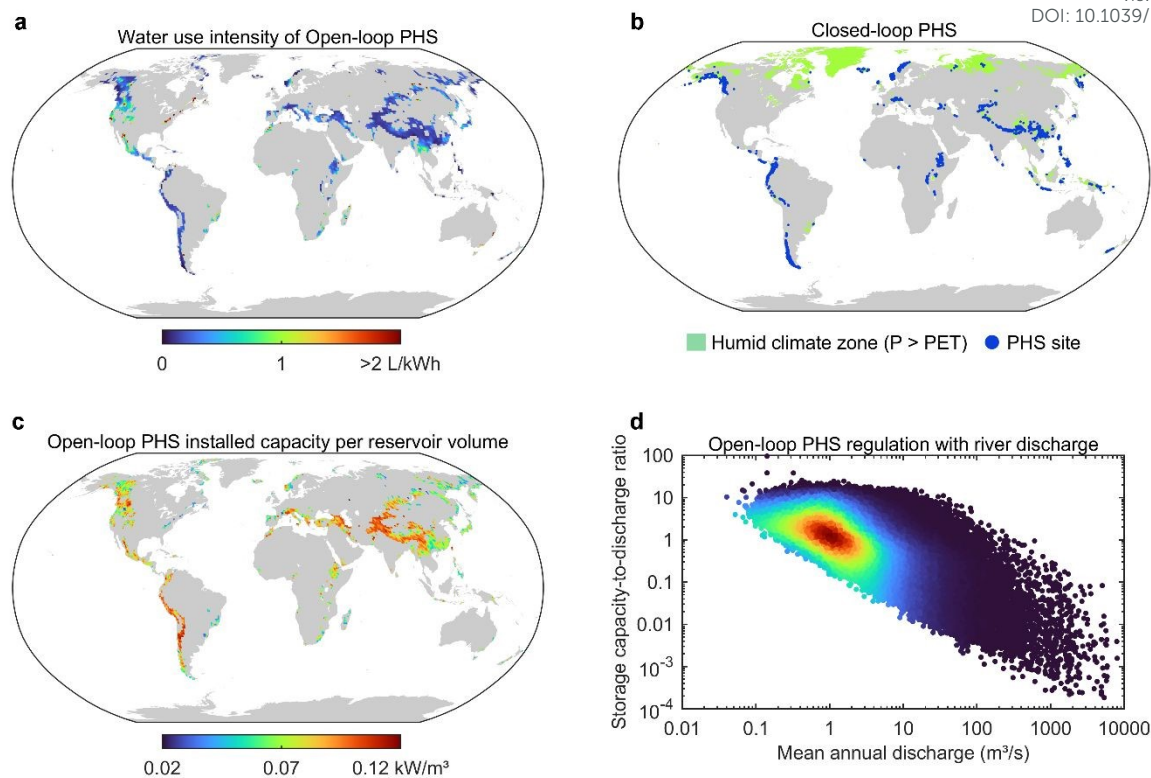 DOI: 10.1039/
a
Water use intensity of Open-loop PHS
0
1
>2 L/kWh
b
Closed-loop PHS
Humid climate zone (P > PET)
PHS site
c
Open-loop PHS installed capacity per reservoir volume
0.02
0.07
0.12 kW/m³
d
Open-loop PHS regulation with river discharge
Storage capacity-to-discharge ratio
100
10
1
0.1
0.01
10⁻³
10⁻⁴
0.01
0.1
1
10
100
1000
10000
Mean annual discharge (m³/s)